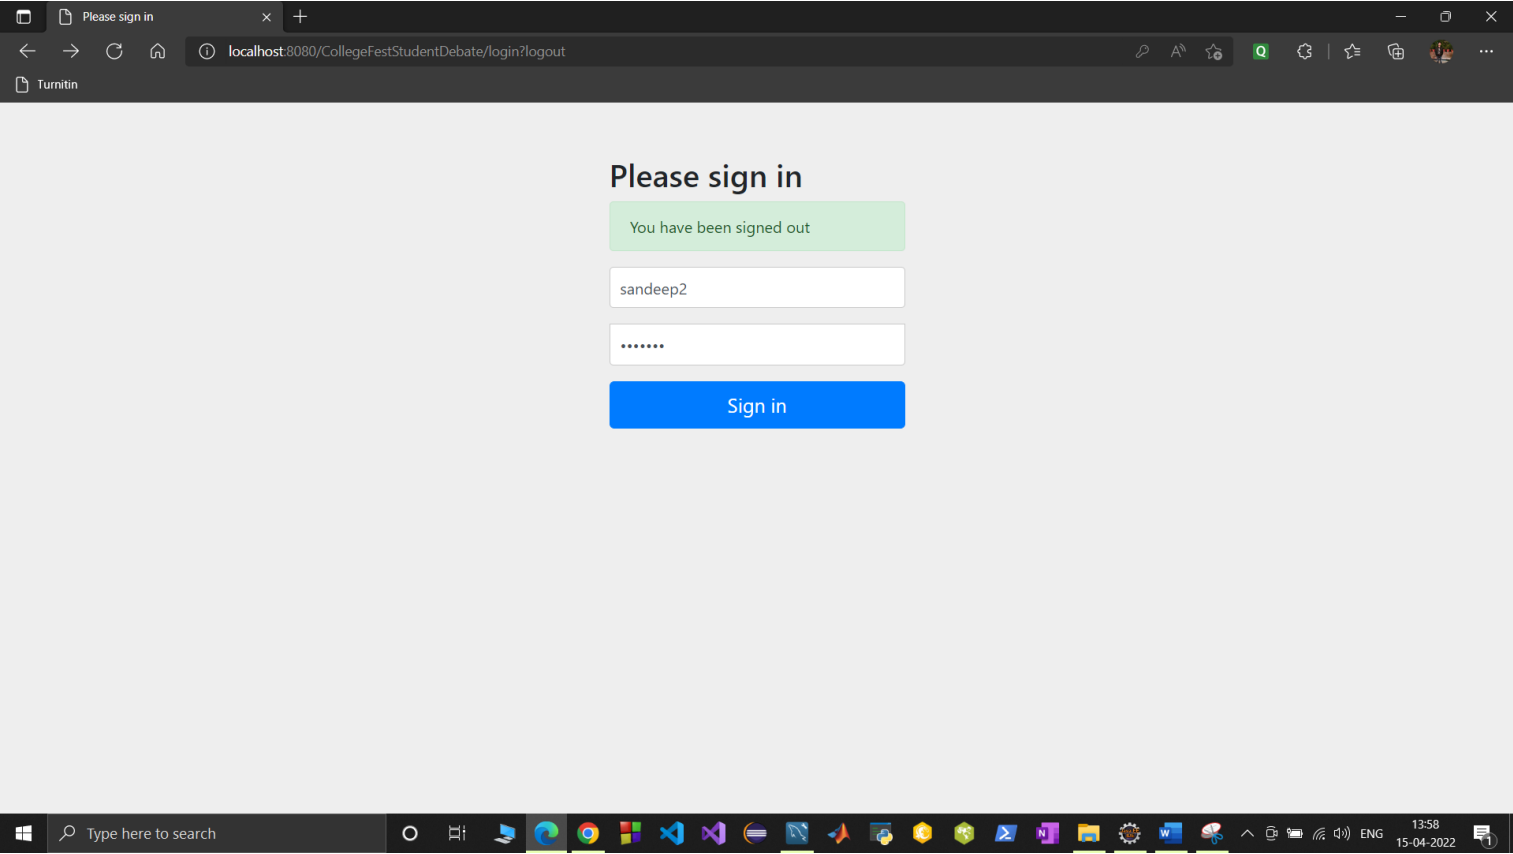 Please sign in
localhost:8080/CollegeFestStudentDebate/login?logout
Turnitin
Please sign in
You have been signed out
sandeep2
•••••••
Sign in
Type here to search
ENG
13:58
15-04-2022
1